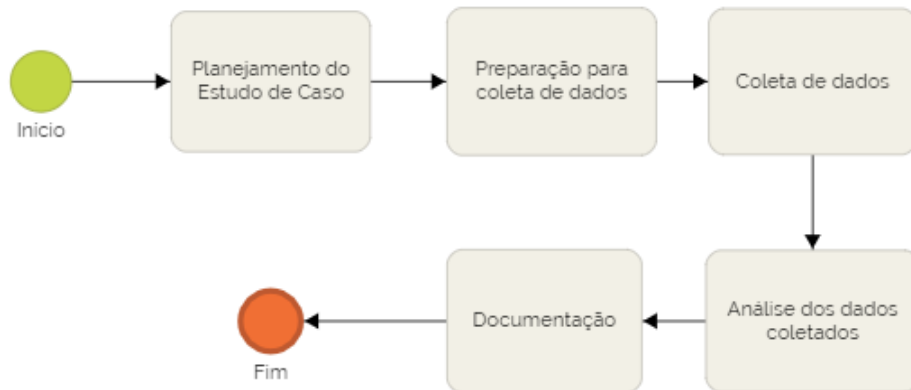 Inicio
Planejamento do
Estudo de Caso
Preparação para
coleta de dados
Coleta de dados
Análise dos dados
coletados
Documentação
Fim